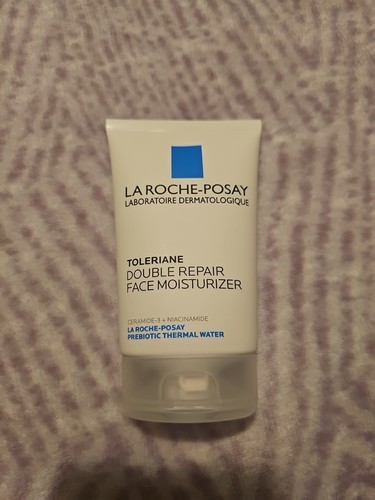 LA ROCHE-POSAY
LABORATOIRE DERMATOLOGIQUE
TOLERIANE
DOUBLE REPAIR
FACE MOISTURIZER
CERAMIDE-3 + NIACINAMIDE
LA ROCHE-POSAY
PREBIOTIC THERMAL WATER